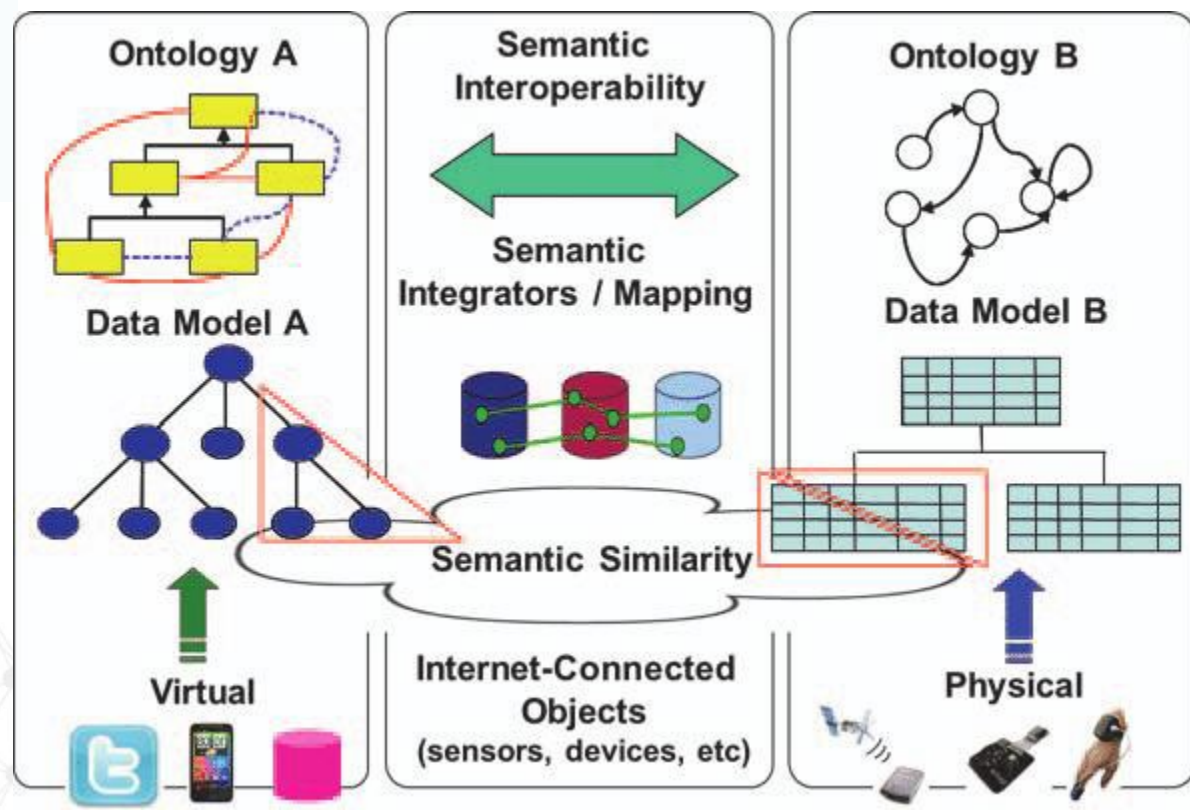 Ontology A
Data Model A
Virtual
Semantic
Interoperability
Semantic
Integrators / Mapping
Semantic Similarity
Internet-Connected
Objects
(sensors, devices, etc)
Ontology B
Data Model B
Physical